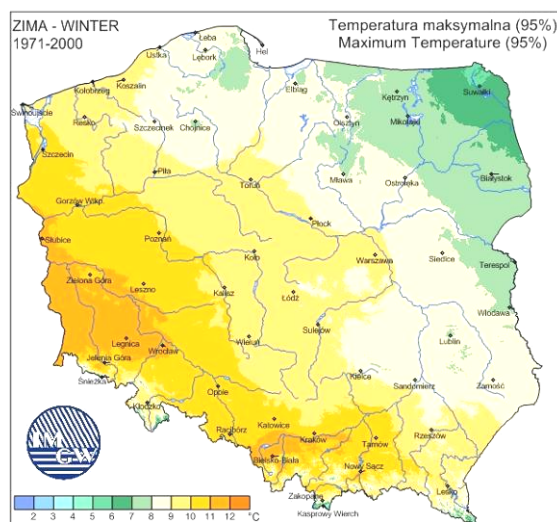 ZIMA - WINTER
1971-2000
Temperatura maksymalna (95%)
Maximum Temperature (95%)
Łeba
Hel
Ustka
Lębork
Koszalin
Kołobrzeg
Elbląg
Kętrzyn
Suwałki
Świnoujście
Resko
Szczecinek
Chojnice
Olsztyn
Mikołajki
Szczecin
Piła
Toruń
Mława
Ostrołęka
Białystok
Gorzów Wlkp.
Płock
Słubice
Poznań
Koło
Warszawa
Siedlce
Terespol
Zielona Góra
Leszno
Kalisz
Łódź
Włodawa
Legnica
Wrocław
Wieluń
Sulejów
Lublin
Jelenia Góra
Śnieżka
Kielce
Sandomierz
Zamość
Kłodzko
Opole
Katowice
Racibórz
Kraków
Tarnów
Rzeszów
Bielsko-Biała
Nowy Sącz
Lesko
Zakopane
Kasprowy Wierch
IM
GW
2 3 4 5 6 7 8 9 10 11 12 °C